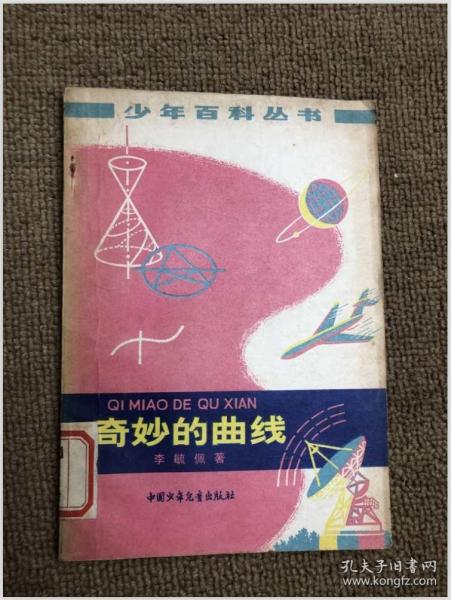 少年百科丛书
QI MIAO DE QU XIAN
奇妙的曲线
李毓佩著
中国少年儿童出版社
孔夫子旧书网
www.kongfz.com